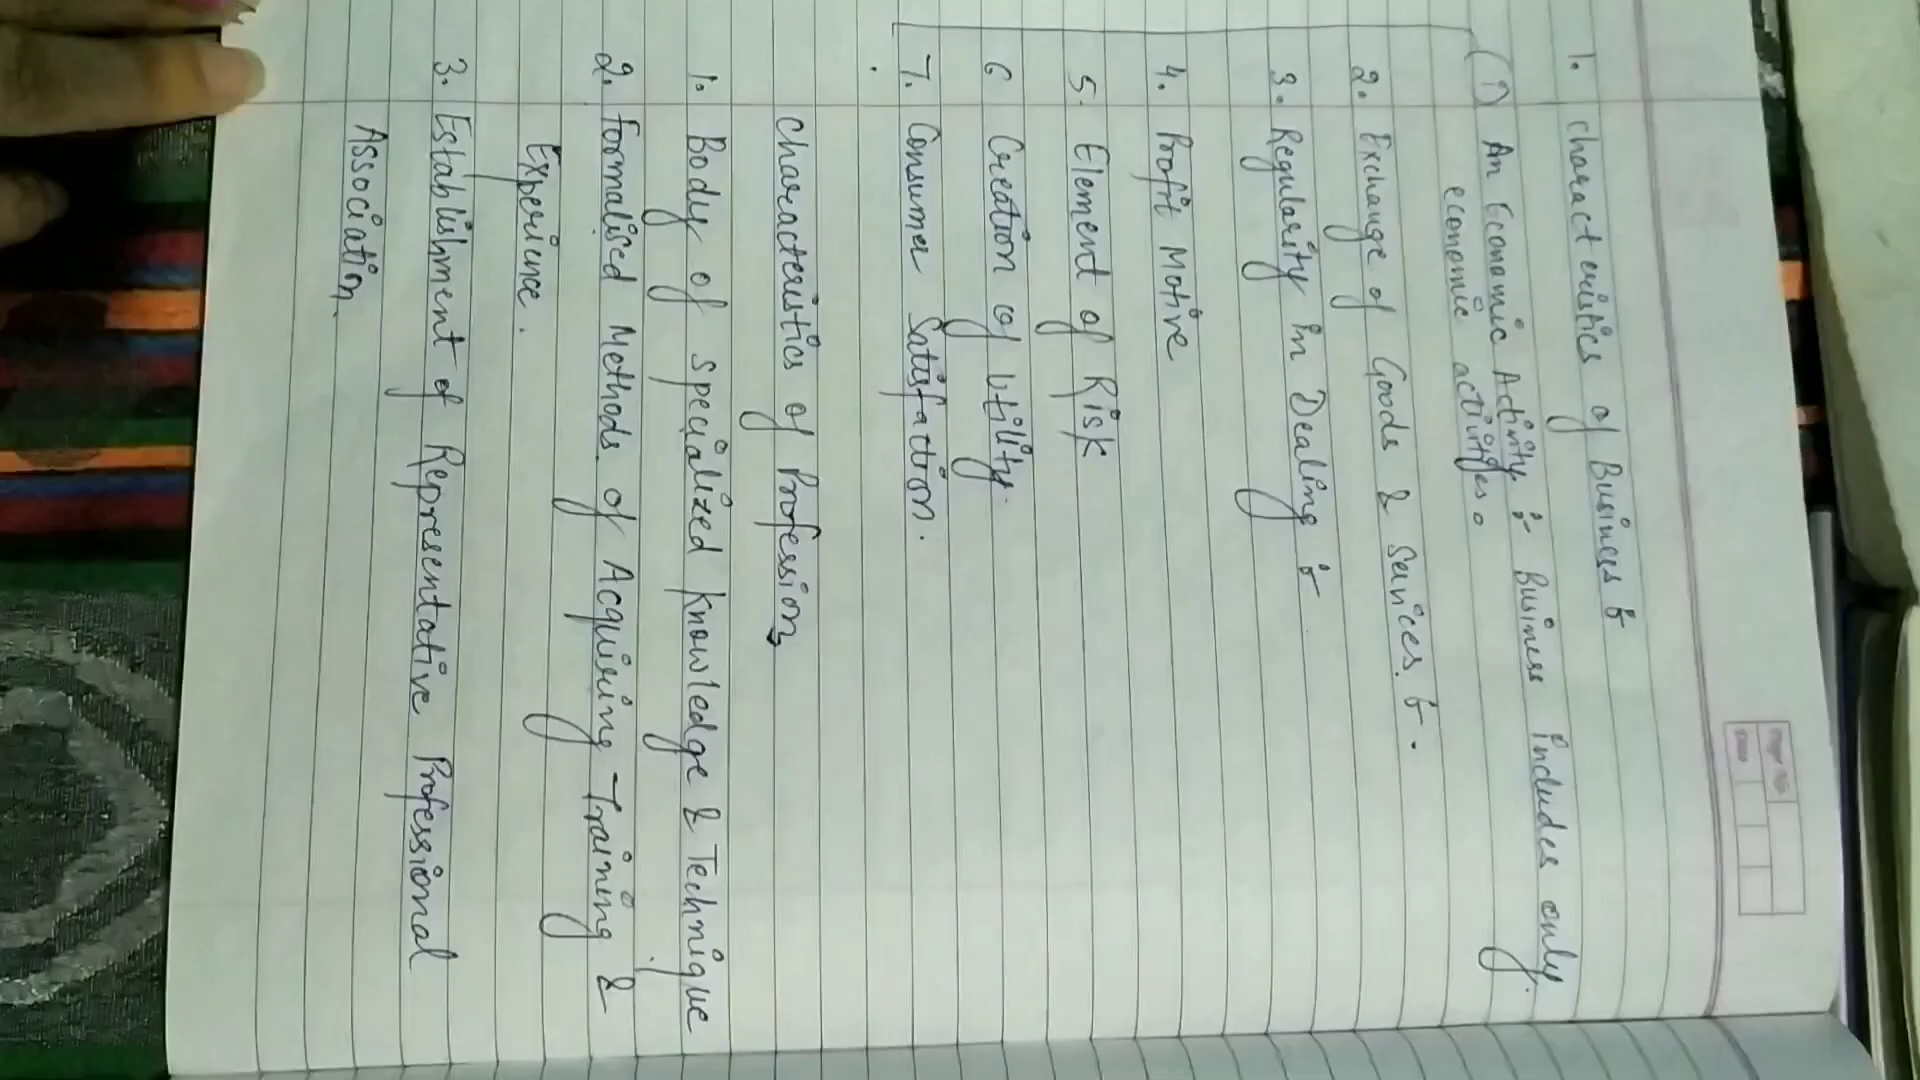 Page No.
Date
1. Characteristics of Business :-
(1) An Economic Activity :- Business includes only
economic activities.
2. Exchange of Goods & Services. :- .
3. Regularity in Dealing :-
4. Profit Motive
5. Element of Risk
6 Creation of Utility.
7. Consumer Satisfaction.
Characteristics of Profession,
1. Body of specialized knowledge & Technique
2. Formalised Methods of Acquiring Training &
Experience.
3. Establishment of Representative Professional
Association.